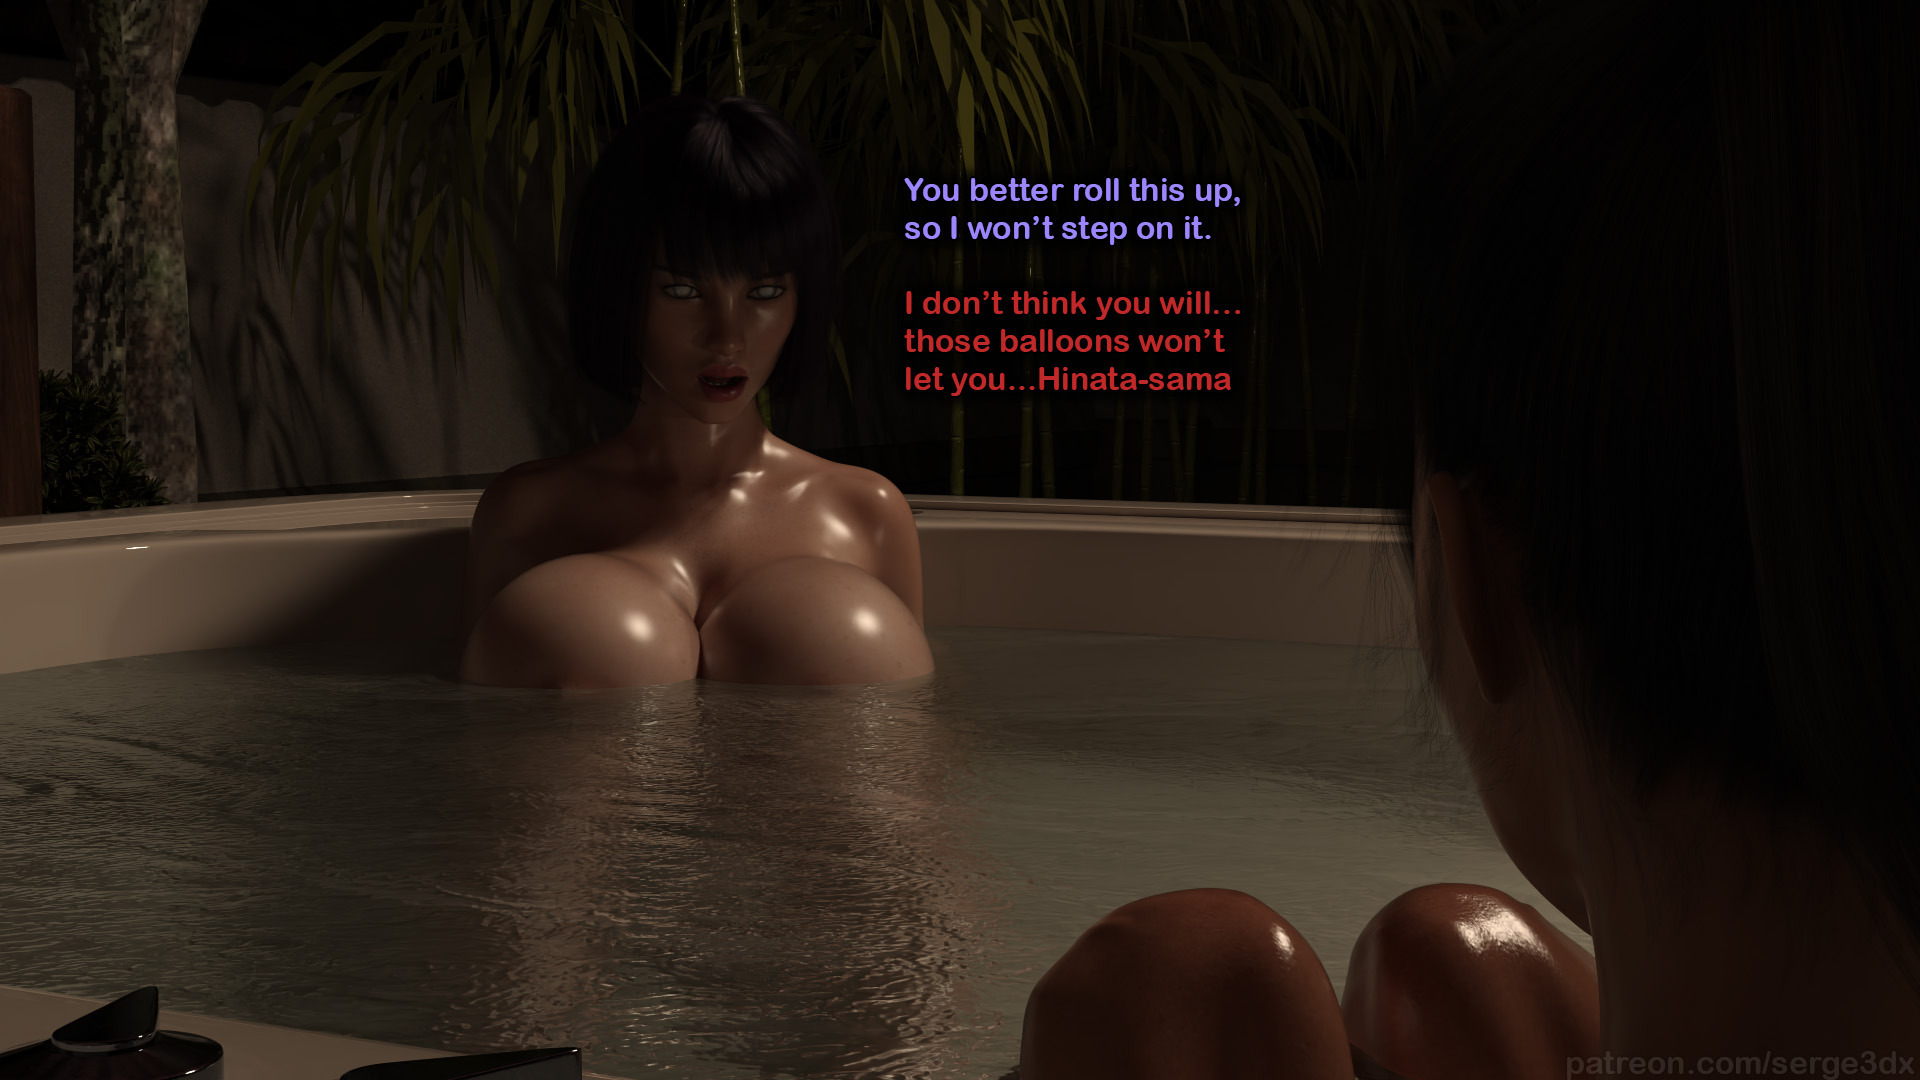 You better roll this up,
so I won't step on it.
I don't think you will...
those balloons won't
let you...Hinata-sama
patreon.com/serge3dx